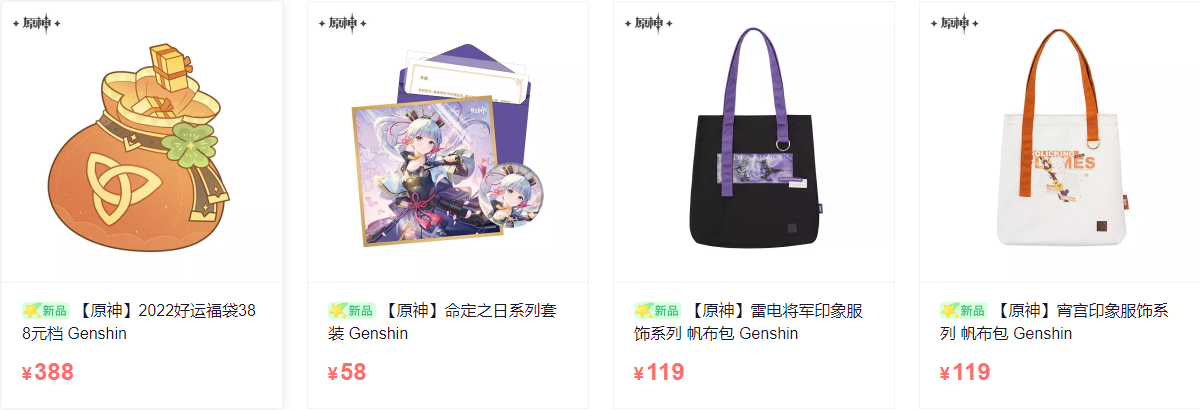 原神
原神
原神
原神
原神
FROLICKING
FLAMES
新品 【原神】2022好运福袋38
8元档 Genshin
¥388
新品 【原神】命定之日系列套
装 Genshin
¥58
新品 【原神】雷电将军印象服
饰系列 帆布包 Genshin
¥119
新品 【原神】宵宫印象服饰系
列 帆布包 Genshin
¥119